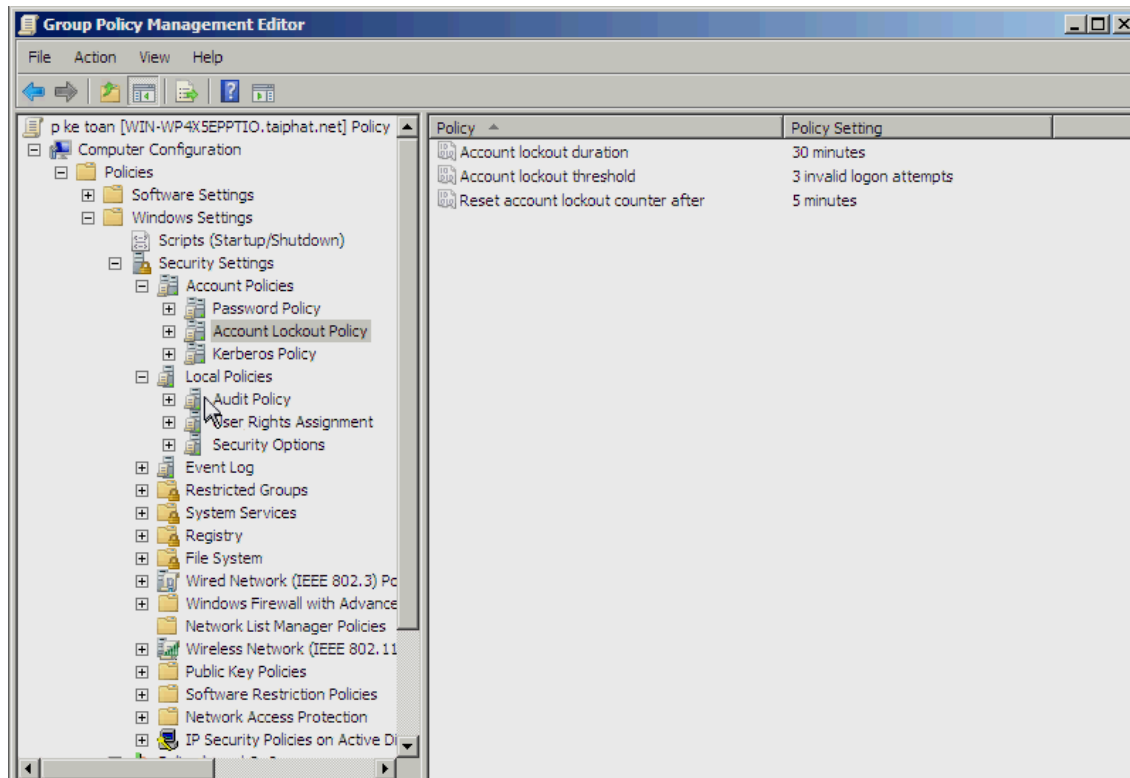 Group Policy Management Editor
File Action View Help
p ke toan [WIN-WP4X5EPPTIO.taiphat.net] Policy
Computer Configuration
Policies
Software Settings
Windows Settings
Scripts (Startup/Shutdown)
Security Settings
Account Policies
Password Policy
Account Lockout Policy
Kerberos Policy
Local Policies
Audit Policy
User Rights Assignment
Security Options
Event Log
Restricted Groups
System Services
Registry
File System
Wired Network (IEEE 802.3) Pc
Windows Firewall with Advance
Network List Manager Policies
Wireless Network (IEEE 802.11
Public Key Policies
Software Restriction Policies
Network Access Protection
IP Security Policies on Active Di
Policy Policy Setting
Account lockout duration 30 minutes
Account lockout threshold 3 invalid logon attempts
Reset account lockout counter after 5 minutes